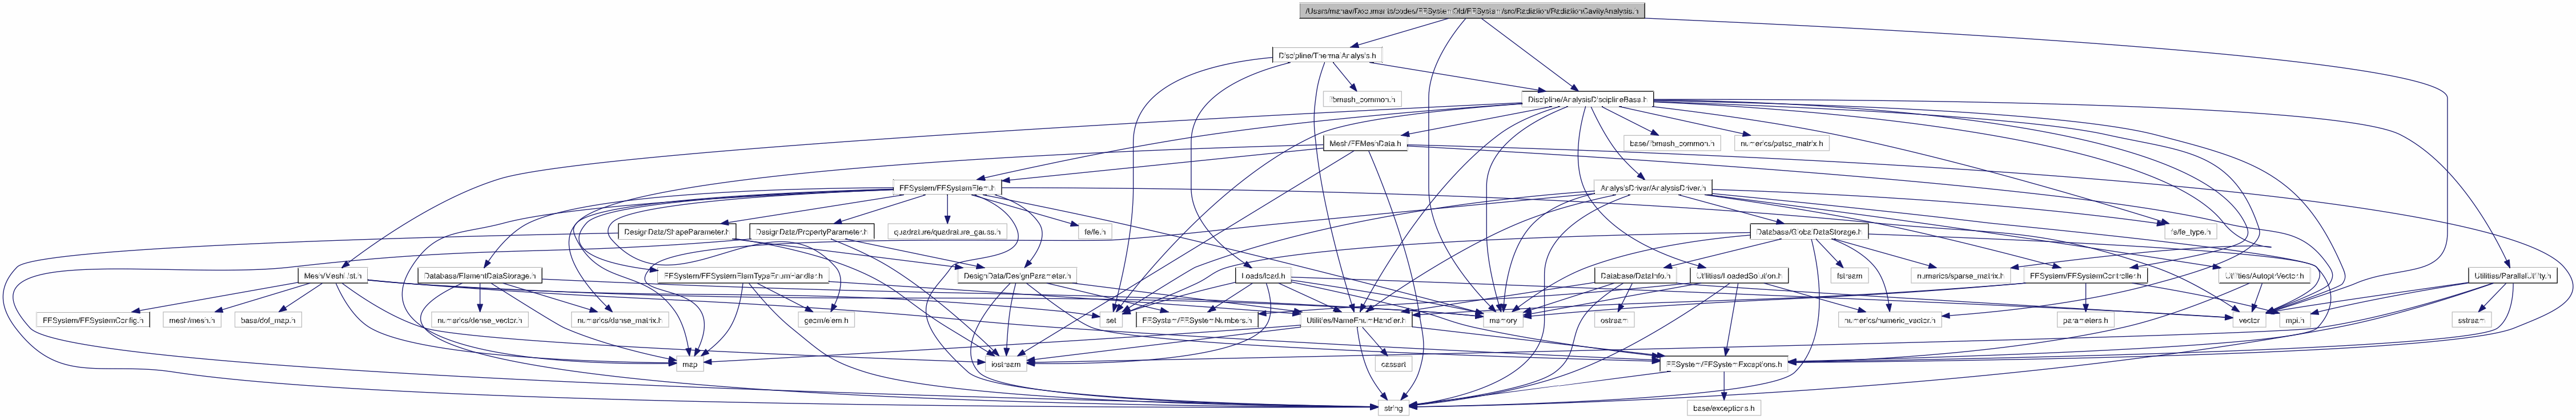 /Users/manav/Documents/codes/FESystemOld/FESystem/src/Radiation/RadiationCavityAnalysis.h
Discipline/ThermalAnalysis.h
libmesh_common.h
Discipline/AnalysisDisciplineBase.h
Mesh/FEMeshData.h
base/libmesh_common.h
numerics/petsc_matrix.h
FESystem/FESystemElem.h
AnalysisDriver/AnalysisDriver.h
DesignData/ShapeParameter.h
DesignData/PropertyParameter.h
quadrature/quadrature_gauss.h
fe/fe.h
Database/GlobalDataStorage.h
fe/fe_type.h
Mesh/MeshList.h
Database/ElementDataStorage.h
FESystem/FESystemElemTypeEnumHandler.h
DesignData/DesignParameter.h
Loads/load.h
Database/DataInfo.h
Utilities/LoadedSolution.h
fstream
numerics/sparse_matrix.h
FESystem/FESystemController.h
Utilities/AutoptrVector.h
Utilities/ParallelUtility.h
FESystem/FESystemConfig.h
mesh/mesh.h
base/dof_map.h
numerics/dense_vector.h
numerics/dense_matrix.h
geom/elem.h
set
FESystem/FESystemNumbers.h
Utilities/NameEnumHandler.h
memory
ostream
numerics/numeric_vector.h
parameters.h
vector
mpi.h
sstream
map
iostream
cassert
FESystem/FESystemExceptions.h
string
base/exceptions.h